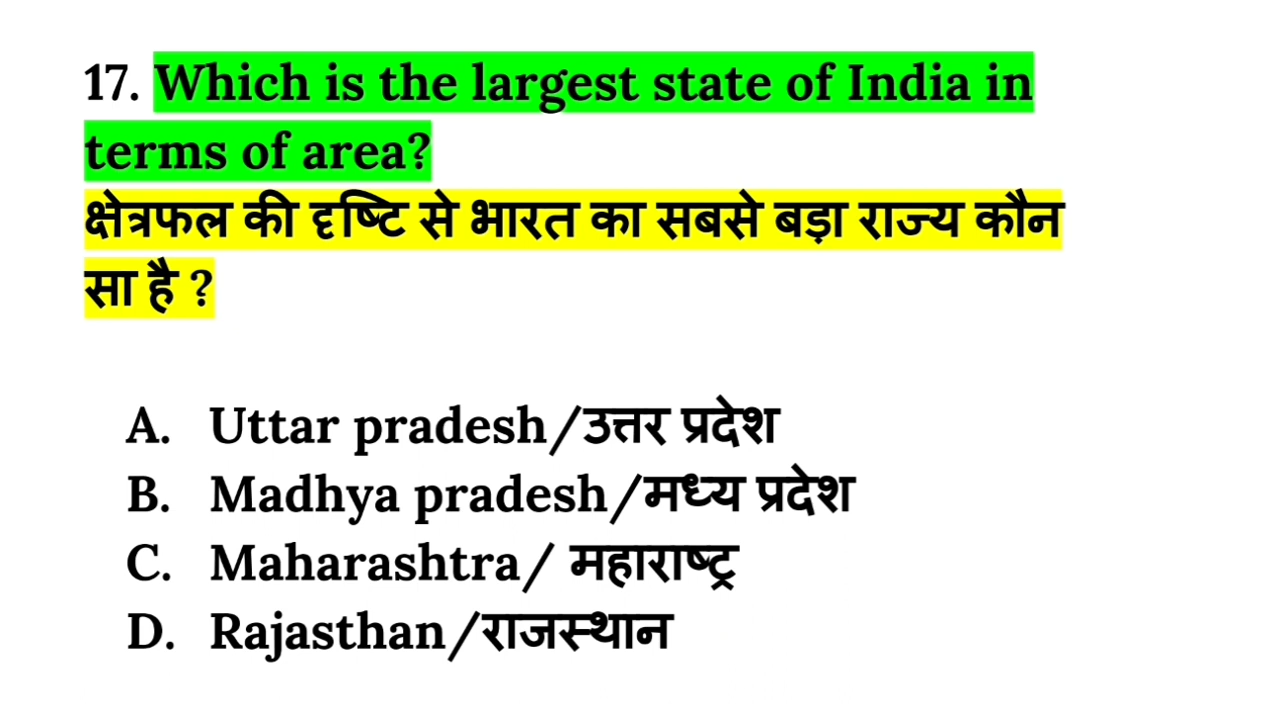 17. Which is the largest state of India in
terms of area?
क्षेत्रफल की दृष्टि से भारत का सबसे बड़ा राज्य कौन
सा है ?
A. Uttar pradesh/उत्तर प्रदेश
B. Madhya pradesh/मध्य प्रदेश
C. Maharashtra/ महाराष्ट्र
D. Rajasthan/राजस्थान